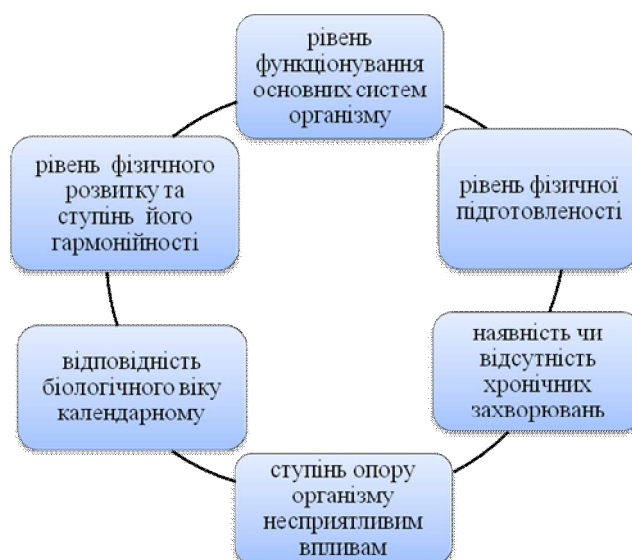 рівень
функціонування
основних систем
організму
рівень фізичної
підготовленості
наявність чи
відсутність
хронічних
захворювань
ступінь опору
організму
несприятливим
впливам
відповідність
біологічного віку
календарному
рівень фізичного
розвитку та
ступінь його
гармонійності